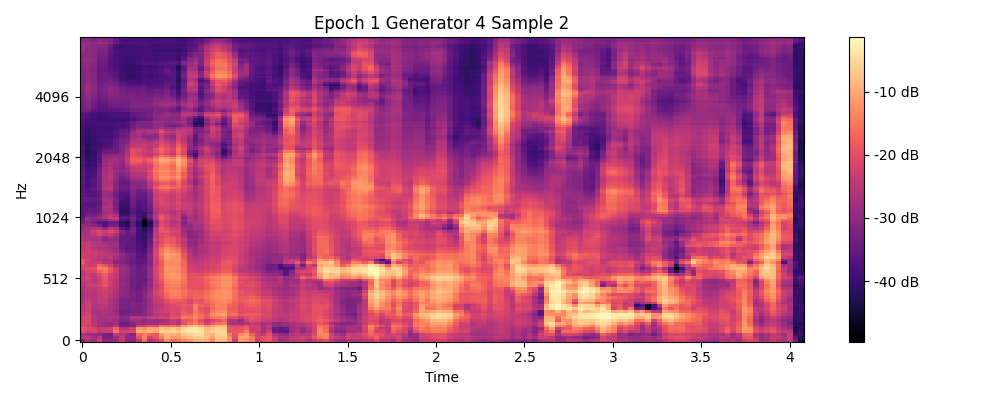 Epoch 1 Generator 4 Sample 2
Hz
4096
2048
1024
512
0
0 0.5 1 1.5 2 2.5 3 3.5 4
Time
-10 dB
-20 dB
-30 dB
-40 dB